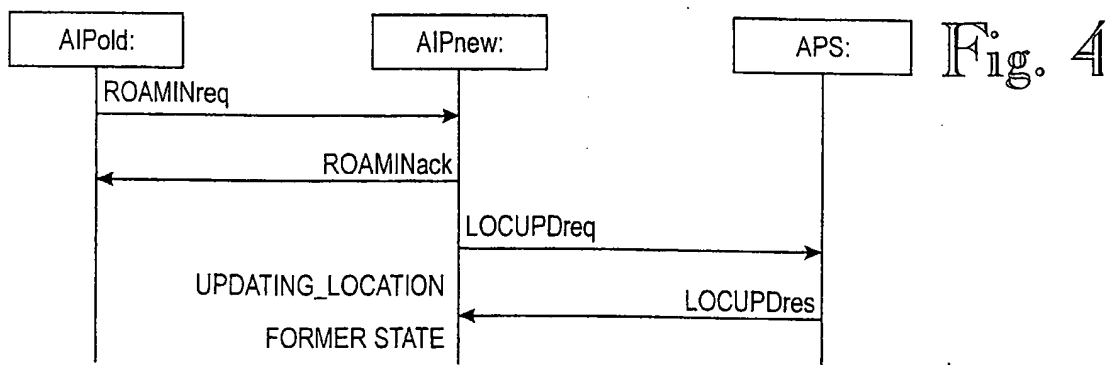 AIPold:
AIPnew:
APS:
Fig. 4
ROAMINreq
ROAMINack
LOCUPDreq
UPDATING_LOCATION
LOCUPDres
FORMER STATE